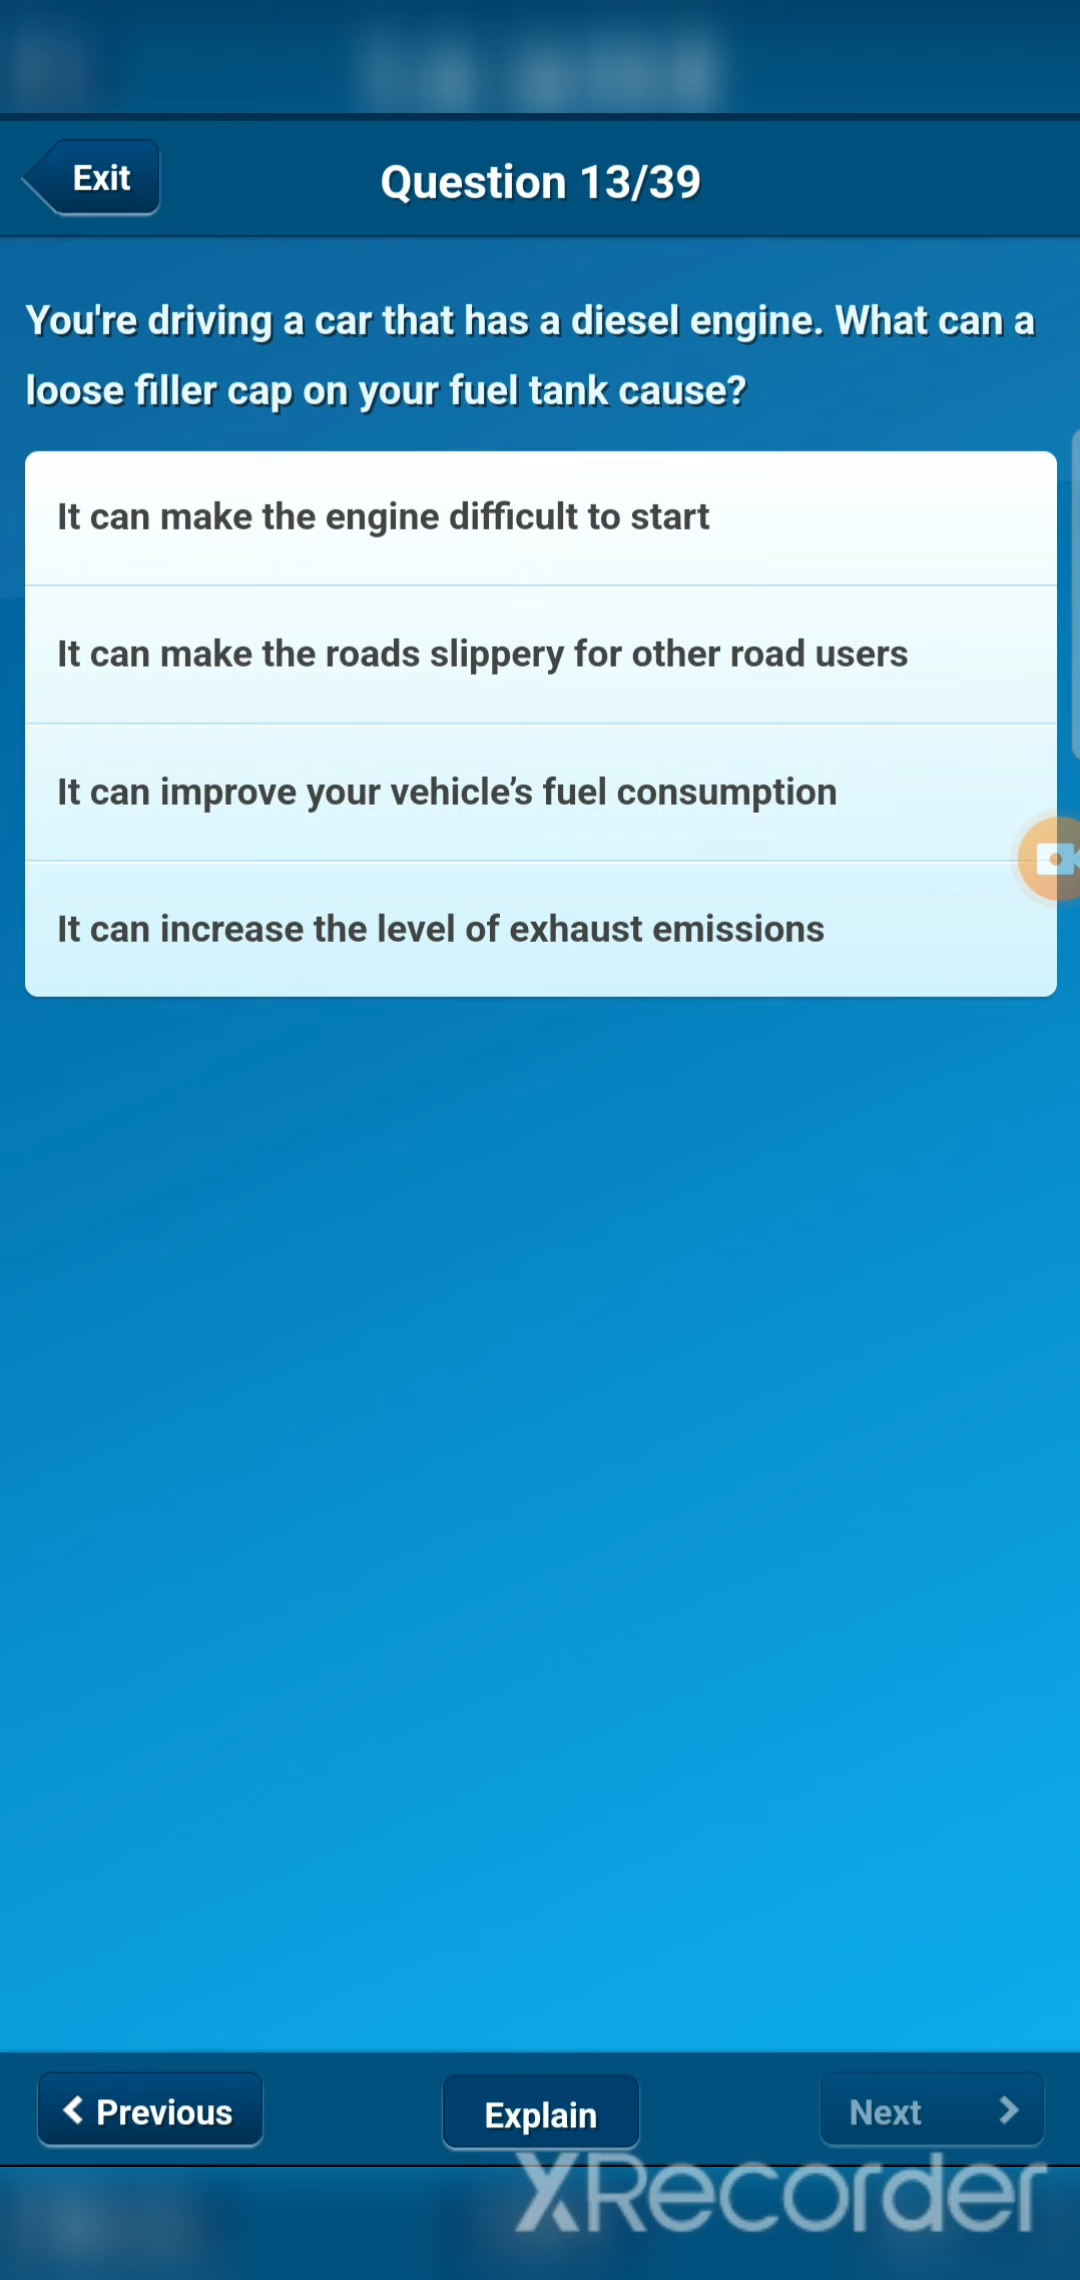 Exit
Question 13/39
You're driving a car that has a diesel engine. What can a
loose filler cap on your fuel tank cause?
It can make the engine difficult to start
It can make the roads slippery for other road users
It can improve your vehicle’s fuel consumption
It can increase the level of exhaust emissions
Previous
Explain
Next
XRecorder